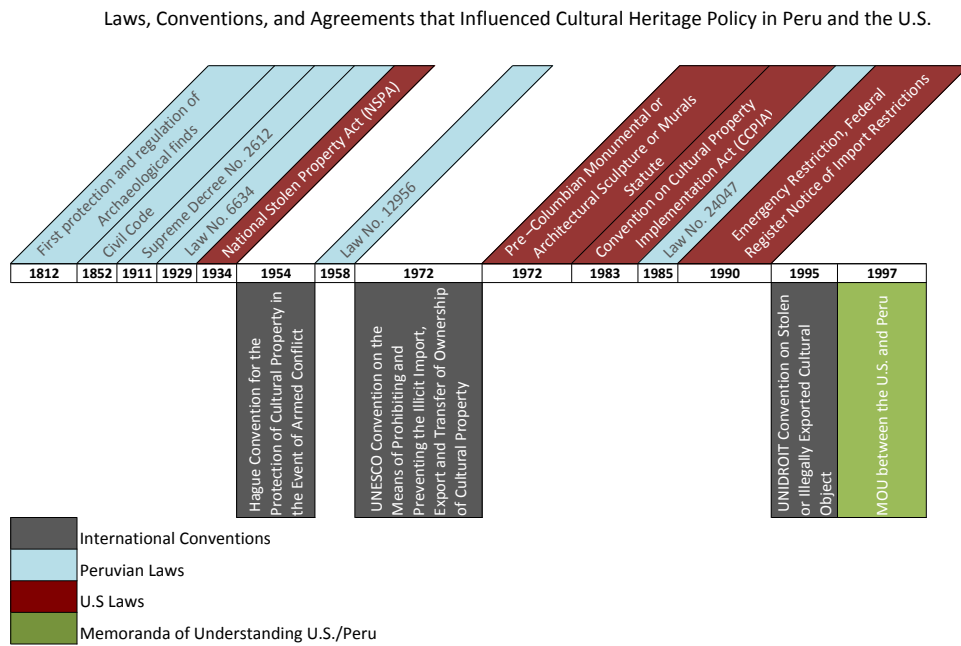 Laws, Conventions, and Agreements that Influenced Cultural Heritage Policy in Peru and the U.S.
First protection and regulation of
Archaeological finds
Civil Code
Supreme Decree No. 2612
Law No. 6634
National Stolen Property Act (NSPA)
Law No. 12956
Pre –Columbian Monumental or
Architectural Sculpture or Murals
Statute
Convention on Cultural Property
Implementation Act (CCPIA)
Law No. 24047
Emergency Restriction, Federal
Register Notice of Import Restrictions
1812 1852 1911 1929 1934 1954 1958 1972 1972 1983 1985 1990 1995 1997
Hague Convention for the
Protection of Cultural Property in
the Event of Armed Conflict
UNESCO Convention on the
Means of Prohibiting and
Preventing the Illicit Import,
Export and Transfer of Ownership
of Cultural Property
UNIDROIT Convention on Stolen
or Illegally Exported Cultural
Object
MOU between the U.S. and Peru
International Conventions
Peruvian Laws
U.S Laws
Memoranda of Understanding U.S./Peru